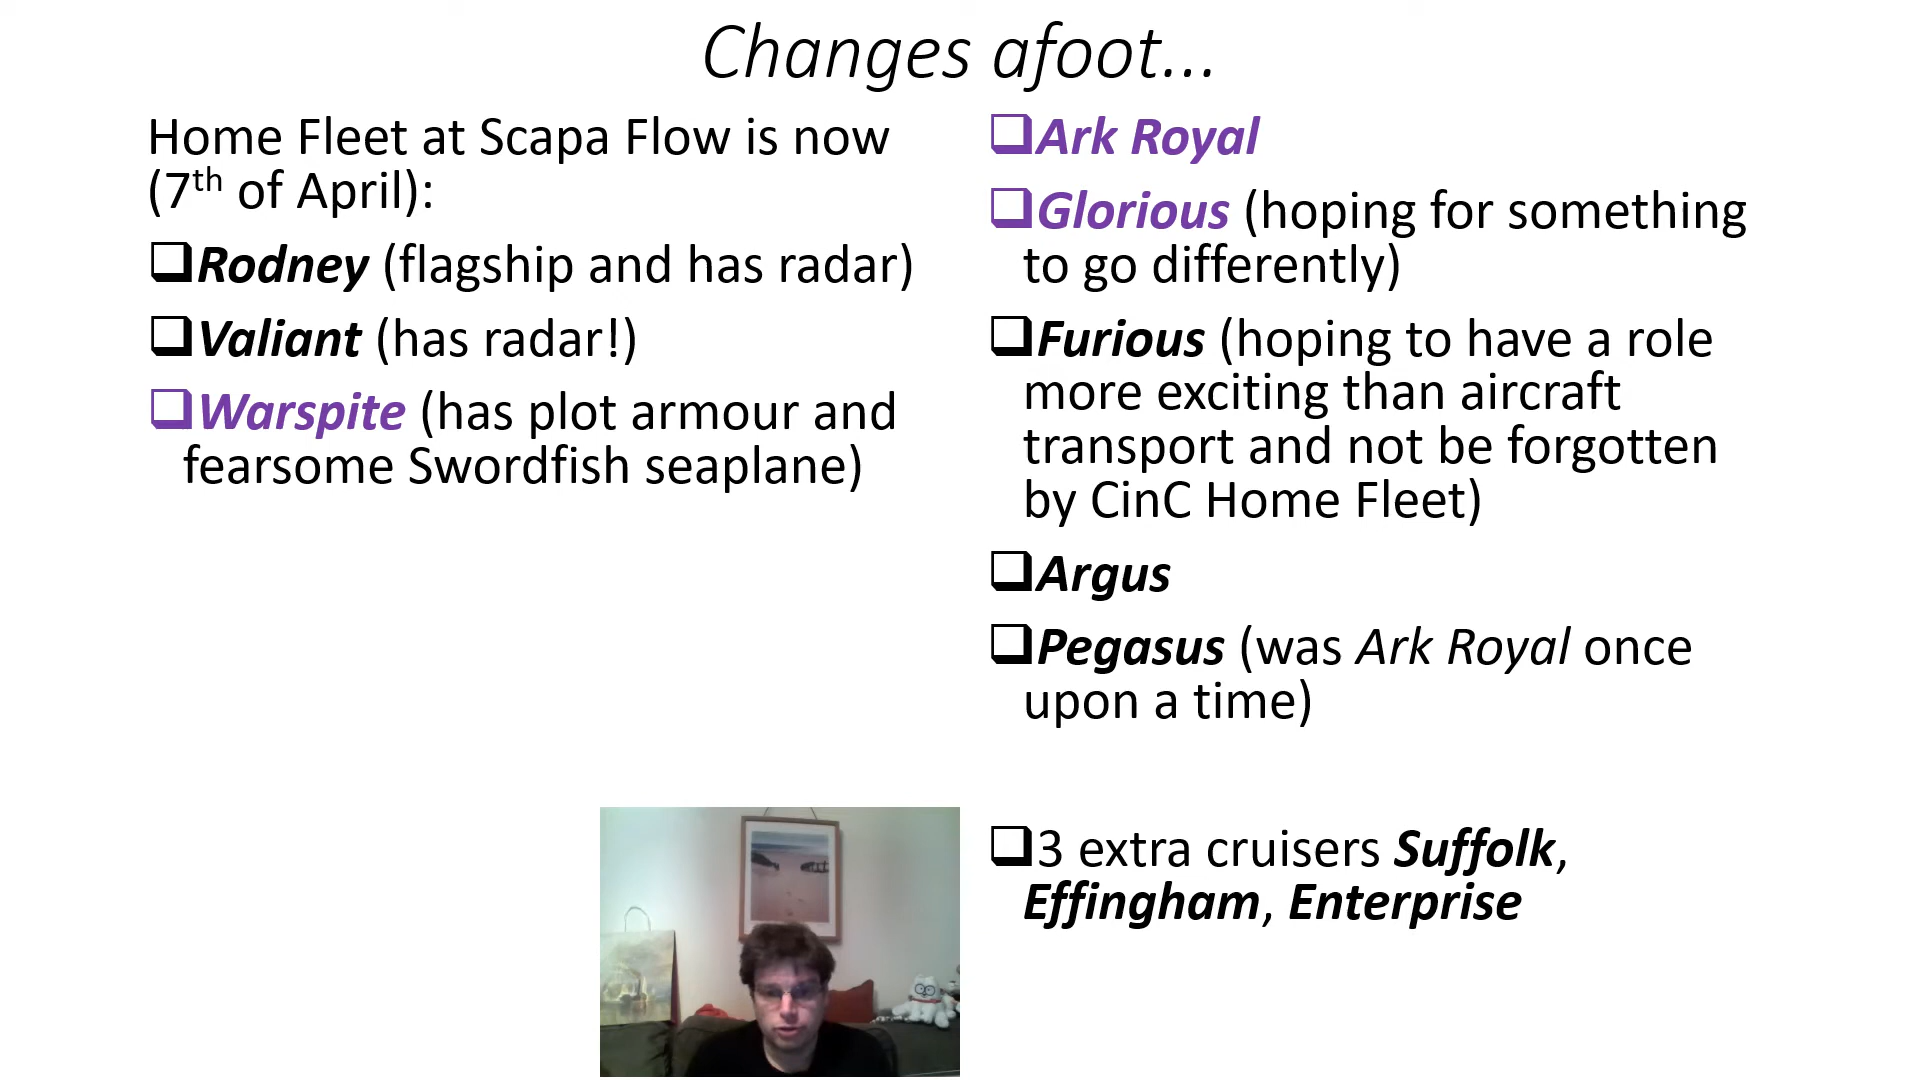 Changes afoot...
Home Fleet at Scapa Flow is now
(7th of April):
❑Rodney (flagship and has radar)
❑Valiant (has radar!)
❑Warspite (has plot armour and
fearsome Swordfish seaplane)
❑Ark Royal
❑Glorious (hoping for something
to go differently)
❑Furious (hoping to have a role
more exciting than aircraft
transport and not be forgotten
by CinC Home Fleet)
❑Argus
❑Pegasus (was Ark Royal once
upon a time)
❑3 extra cruisers Suffolk,
Effingham, Enterprise